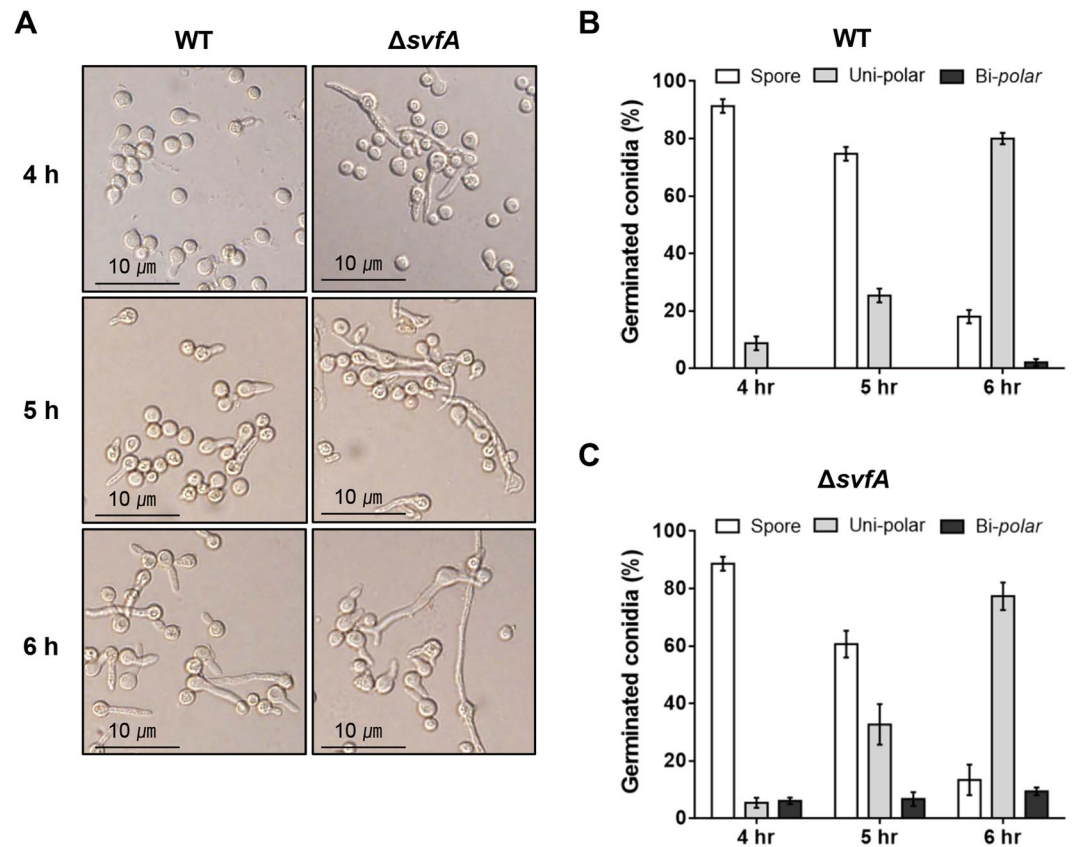 A
WT
ΔsvfA
4 h
10 ㎛
10 ㎛
5 h
10 ㎛
10 ㎛
6 h
10 ㎛
10 ㎛
B
WT
Spore Uni-polar Bi-polar
Germinated conidia (%)
100
80
60
40
20
0
4 hr 5 hr 6 hr
C
ΔsvfA
Spore Uni-polar Bi-polar
Germinated conidia (%)
100
80
60
40
20
0
4 hr 5 hr 6 hr